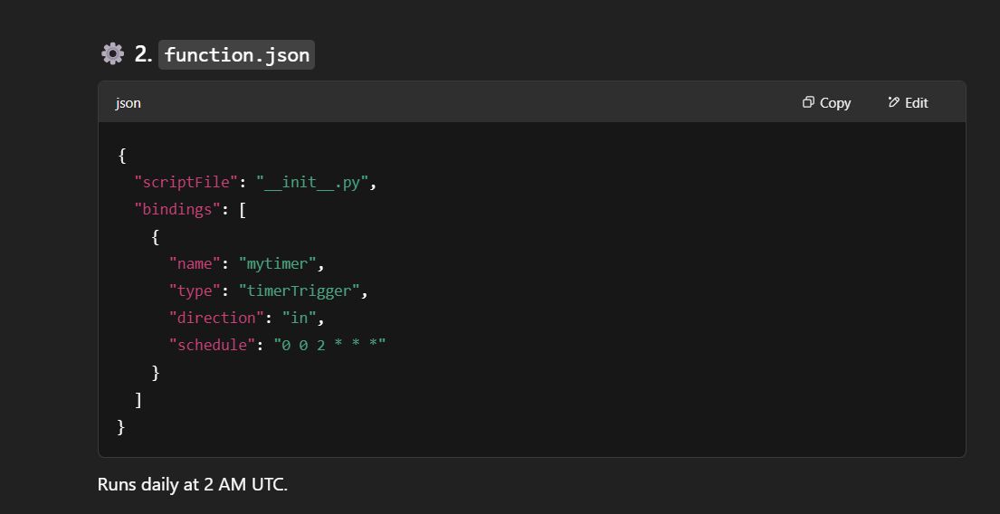 ⚙️ 2. function.json
json Copy Edit
{
  "scriptFile": "__init__.py",
  "bindings": [
    {
      "name": "mytimer",
      "type": "timerTrigger",
      "direction": "in",
      "schedule": "0 0 2 * * *"
    }
  ]
}
Runs daily at 2 AM UTC.